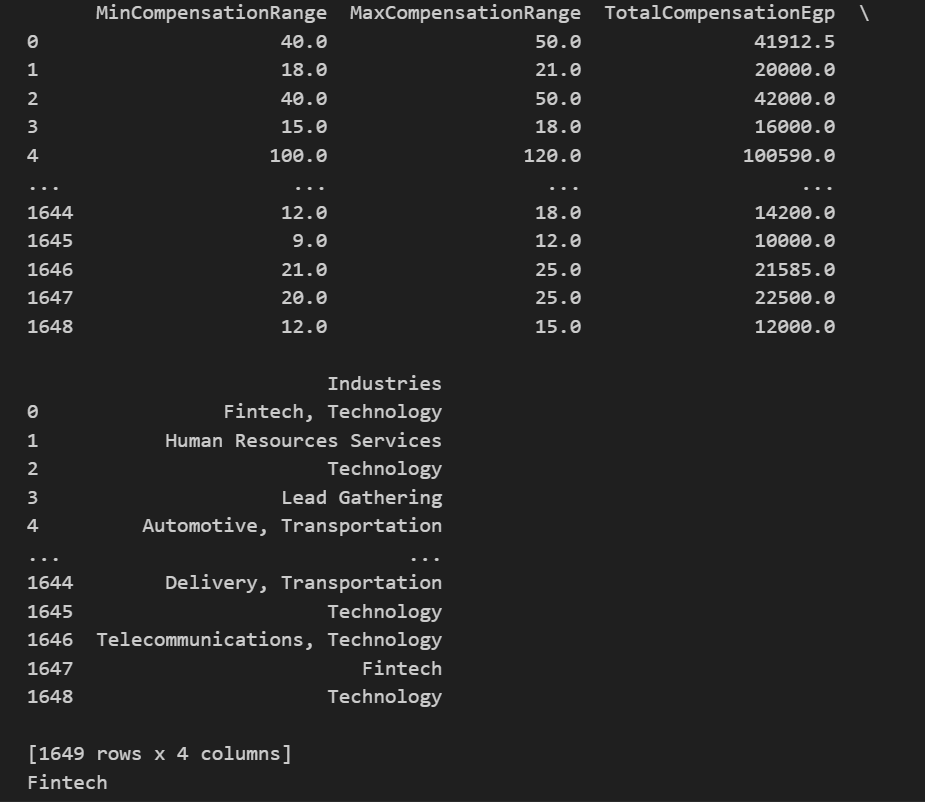 MinCompensationRange  MaxCompensationRange  TotalCompensationEgp  \
0                     40.0                  50.0               41912.5
1                     18.0                  21.0               20000.0
2                     40.0                  50.0               42000.0
3                     15.0                  18.0               16000.0
4                    100.0                 120.0              100590.0
...                    ...                   ...                   ...
1644                  12.0                  18.0               14200.0
1645                   9.0                  12.0               10000.0
1646                  21.0                  25.0               21585.0
1647                  20.0                  25.0               22500.0
1648                  12.0                  15.0               12000.0
Industries
0                 Fintech, Technology
1            Human Resources Services
2                          Technology
3                      Lead Gathering
4          Automotive, Transportation
...                               ...
1644         Delivery, Transportation
1645                       Technology
1646   Telecommunications, Technology
1647                          Fintech
1648                       Technology
[1649 rows x 4 columns]
Fintech